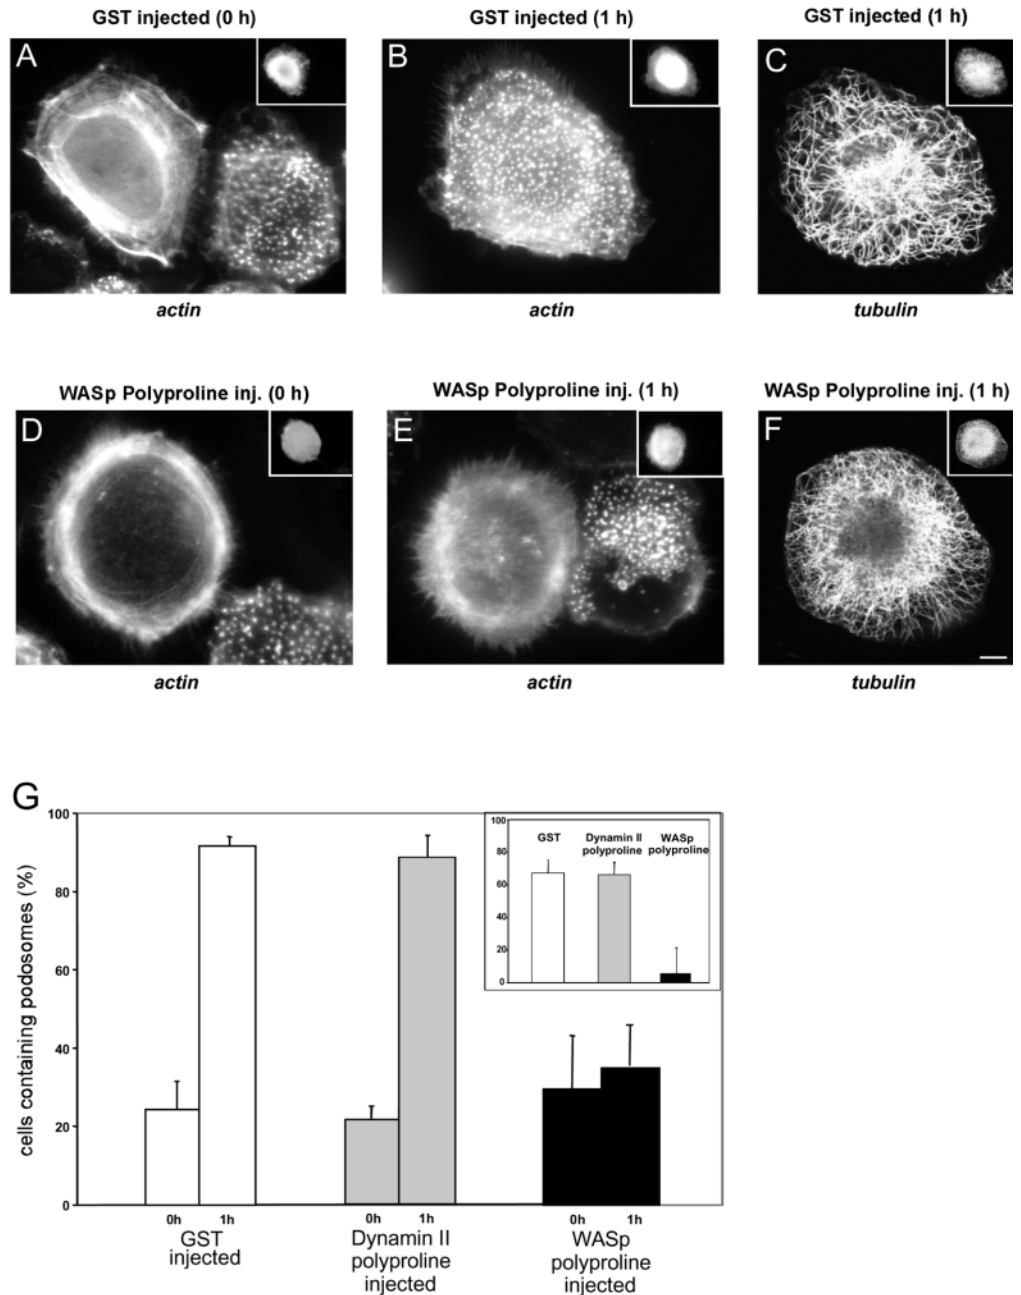 GST injected (0 h)
GST injected (1 h)
GST injected (1 h)
A
B
C
actin
actin
tubulin
WASp Polyproline inj. (0 h)
WASp Polyproline inj. (1 h)
WASp Polyproline inj. (1 h)
D
E
F
actin
actin
tubulin
G
cells containing podosomes (%)
100
80
60
40
20
0
100
80
60
40
20
0
GST
Dynamin II
polyproline
WASp
polyproline
0h
1h
0h
1h
0h
1h
GST
injected
Dynamin II
polyproline
injected
WASp
polyproline
injected